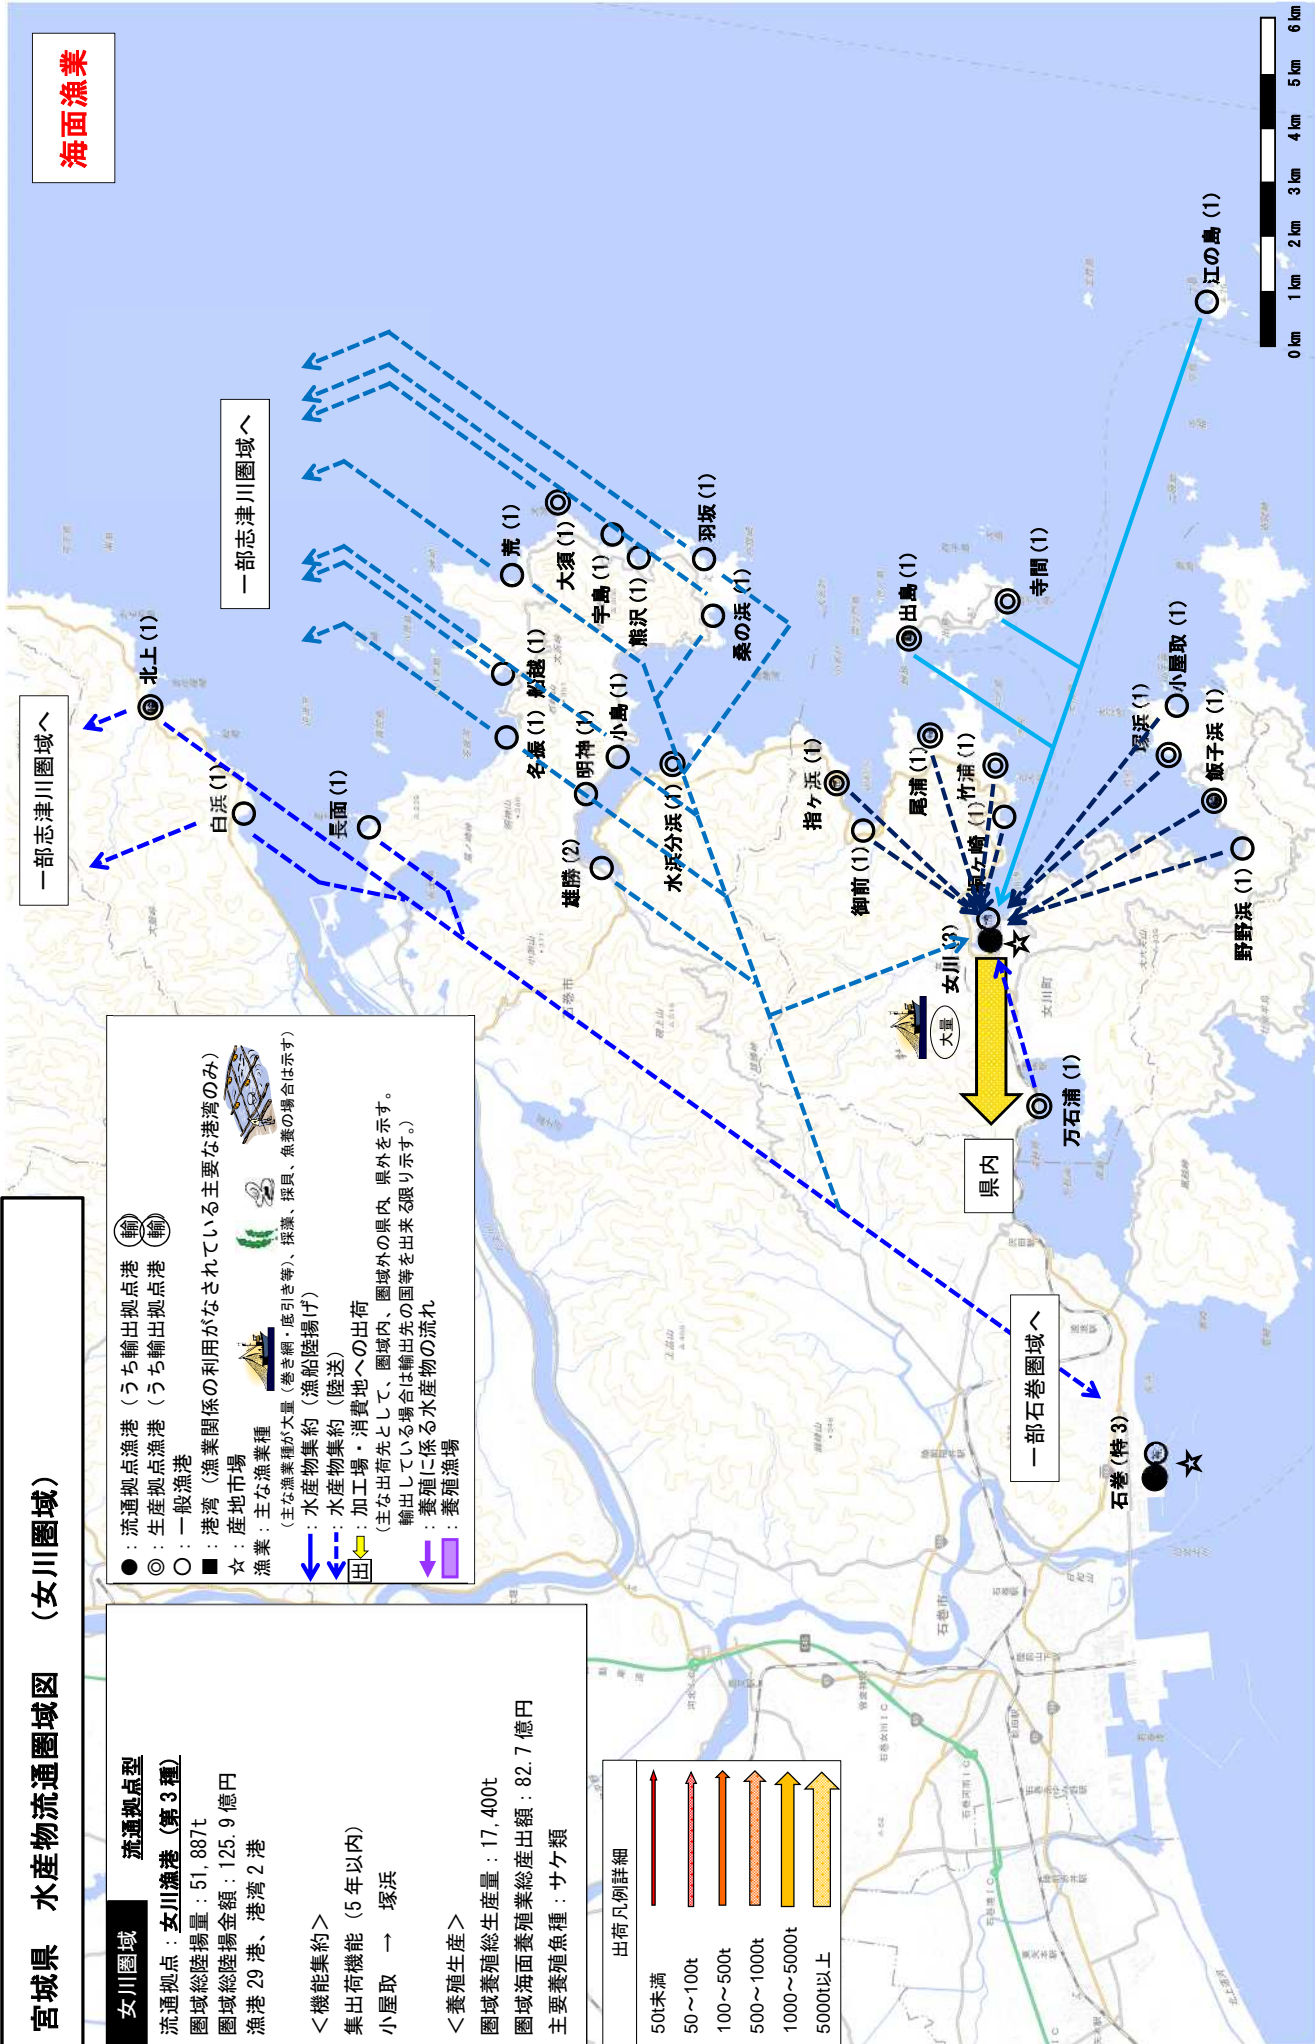 宮城県　水産物流通圏域図　（女川圏域）
海面漁業
女川圏域　流通拠点型
流通拠点：女川漁港（第3種）
圏域総陸揚量：51,887t
圏域総陸揚金額：125.9億円
漁港29港、港湾2港
＜機能集約＞
集出荷機能（5年以内）
小屋取　→　塚浜
＜養殖生産＞
圏域養殖総生産量：17,400t
圏域海面養殖業総産出額：82.7億円
主要養殖魚種：サケ類
出荷凡例詳細
50t未満
50～100t
100～500t
500～1000t
1000～5000t
5000t以上
●：流通拠点漁港（うち輸出拠点港 輸）
◎：生産拠点漁港（うち輸出拠点港 輸）
○：一般漁港
■：港湾（漁業関係の利用がなされている主要な港湾のみ）
☆：産地市場
漁業：主な漁業種
（主な漁業種が大量（巻き網・底引き等）、採藻、採貝、魚養の場合は示す）
：水産物集約（漁船陸揚げ）
：水産物集約（陸送）
出：加工場・消費地への出荷
（主な出荷先として、圏域内、圏域外の県内、県外を示す。
輸出している場合は輸出先の国等を出来る限り示す。）
：養殖に係る水産物の流れ
：養殖漁場
一部志津川圏域へ
一部志津川圏域へ
北上(1)
白浜(1)
長面(1)
荒(1)
大須(1)
宇島(1)
熊沢(1)
羽坂(1)
桑の浜(1)
船越(1)
名振(1)
明神(1)
小島(1)
雄勝(2)
水浜分浜(1)
指ケ浜(1)
御前(1)
尾浦(1)
竹浦(1)
桐ケ崎(1)
出島(1)
寺間(1)
江の島(1)
女川(3)
大量
県内
万石浦(1)
塚浜(1)
小屋取(1)
飯子浜(1)
野野浜(1)
一部石巻圏域へ
石巻(特3)
石巻市
女川町
石巻市
0km 1km 2km 3km 4km 5km 6km